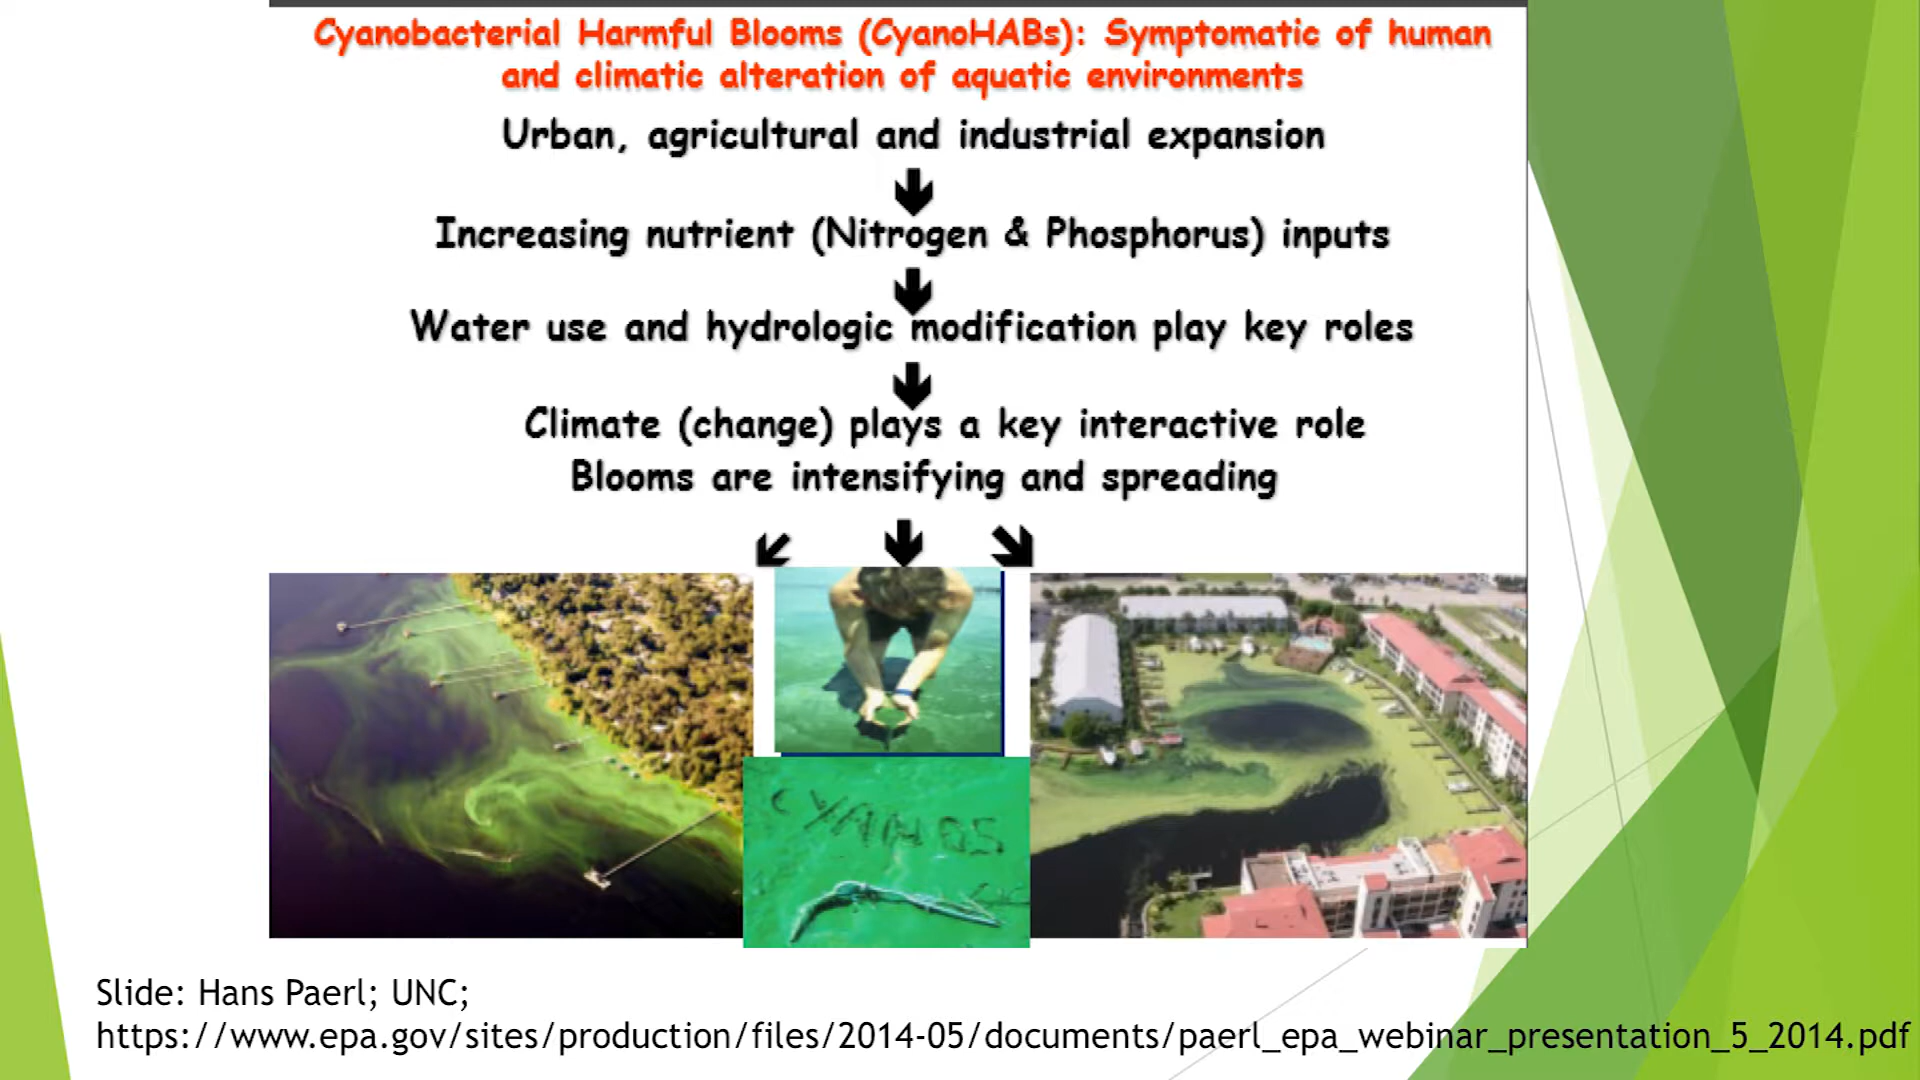 Cyanobacterial Harmful Blooms (CyanoHABs): Symptomatic of human
and climatic alteration of aquatic environments
Urban, agricultural and industrial expansion
Increasing nutrient (Nitrogen & Phosphorus) inputs
Water use and hydrologic modification play key roles
Climate (change) plays a key interactive role
Blooms are intensifying and spreading
CYANOS
Slide: Hans Paerl; UNC;
https://www.epa.gov/sites/production/files/2014-05/documents/paerl_epa_webinar_presentation_5_2014.pdf